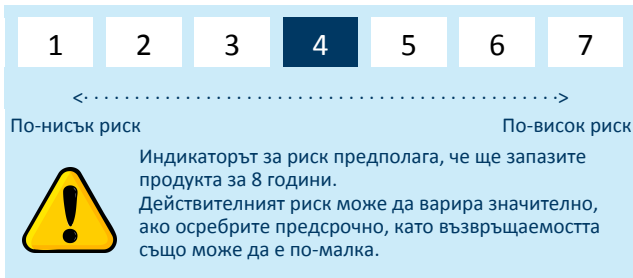 1 2 3 4 5 6 7
<· · · · · · · · · · · · · · · · · · · · · · · · · · · · · · · · · · · · · · · · · · · · · · ·>
По-нисък риск По-висок риск
Индикаторът за риск предполага, че ще запазите
продукта за 8 години.
Действителният риск може да варира значително,
ако осребрите предсрочно, като възвръщаемостта
също може да е по-малка.